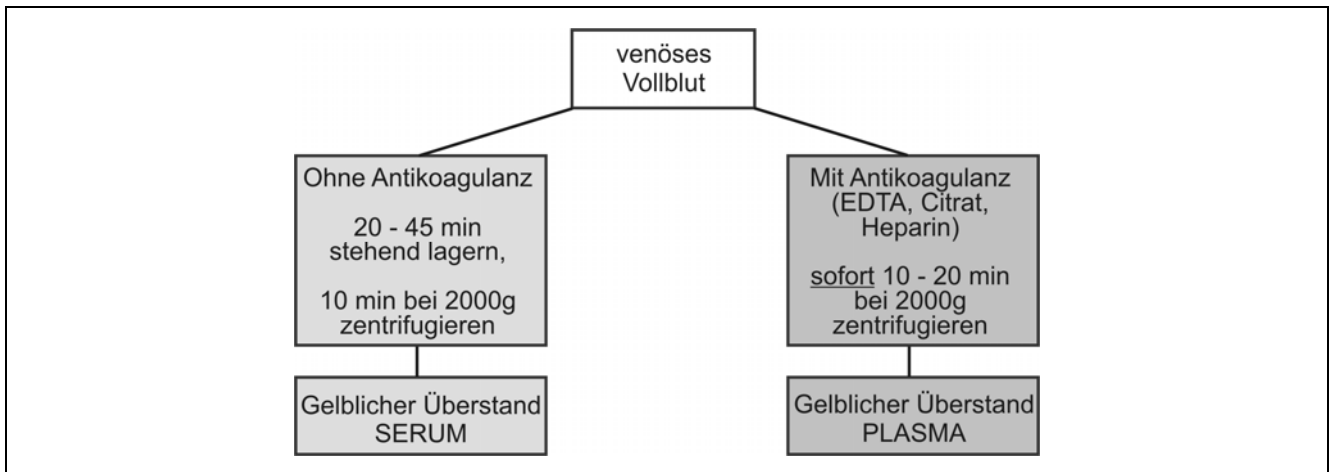 venöses
Vollblut
Ohne Antikoagulanz
20 - 45 min
stehend lagern,
10 min bei 2000g
zentrifugieren
Gelblicher Überstand
SERUM
Mit Antikoagulanz
(EDTA, Citrat,
Heparin)
sofort 10 - 20 min
bei 2000g
zentrifugieren
Gelblicher Überstand
PLASMA